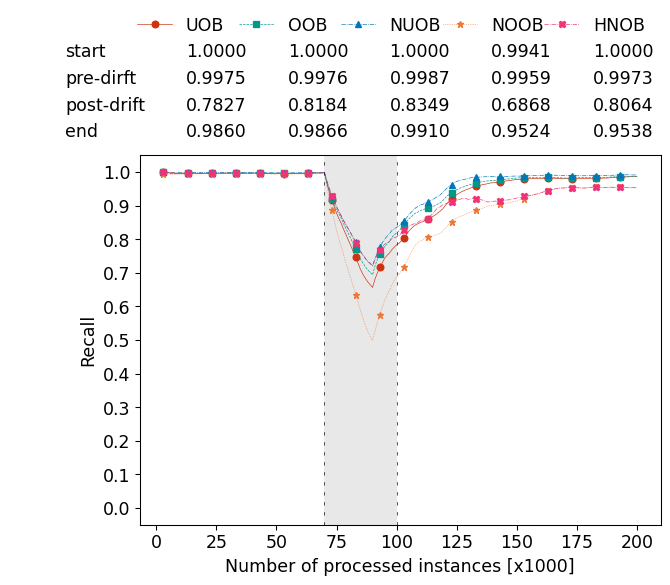 UOB OOB NUOB NOOB HNOB
start 1.0000 1.0000 1.0000 0.9941 1.0000
pre-dirft 0.9975 0.9976 0.9987 0.9959 0.9973
post-drift 0.7827 0.8184 0.8349 0.6868 0.8064
end 0.9860 0.9866 0.9910 0.9524 0.9538
1.0
0.9
0.8
0.7
0.6
0.5
0.4
0.3
0.2
0.1
0.0
Recall
0 25 50 75 100 125 150 175 200
Number of processed instances [x1000]